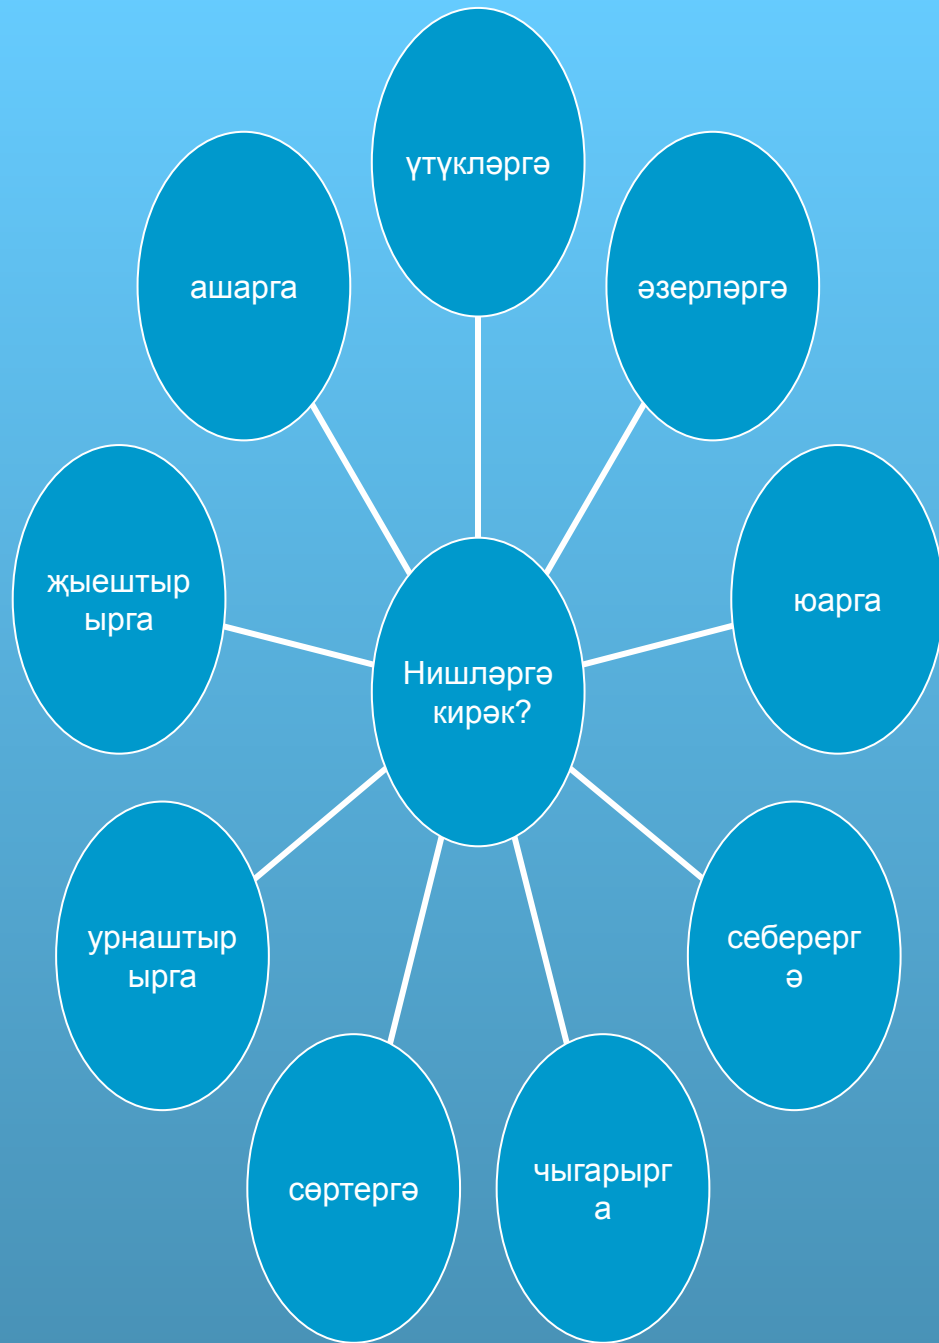 үтүкләргә
ашарга
әзерләргә
җыештыр
ырга
юарга
Нишләргә
кирәк?
урнаштыр
ырга
себерерг
ә
сөртергә
чыгарырг
а